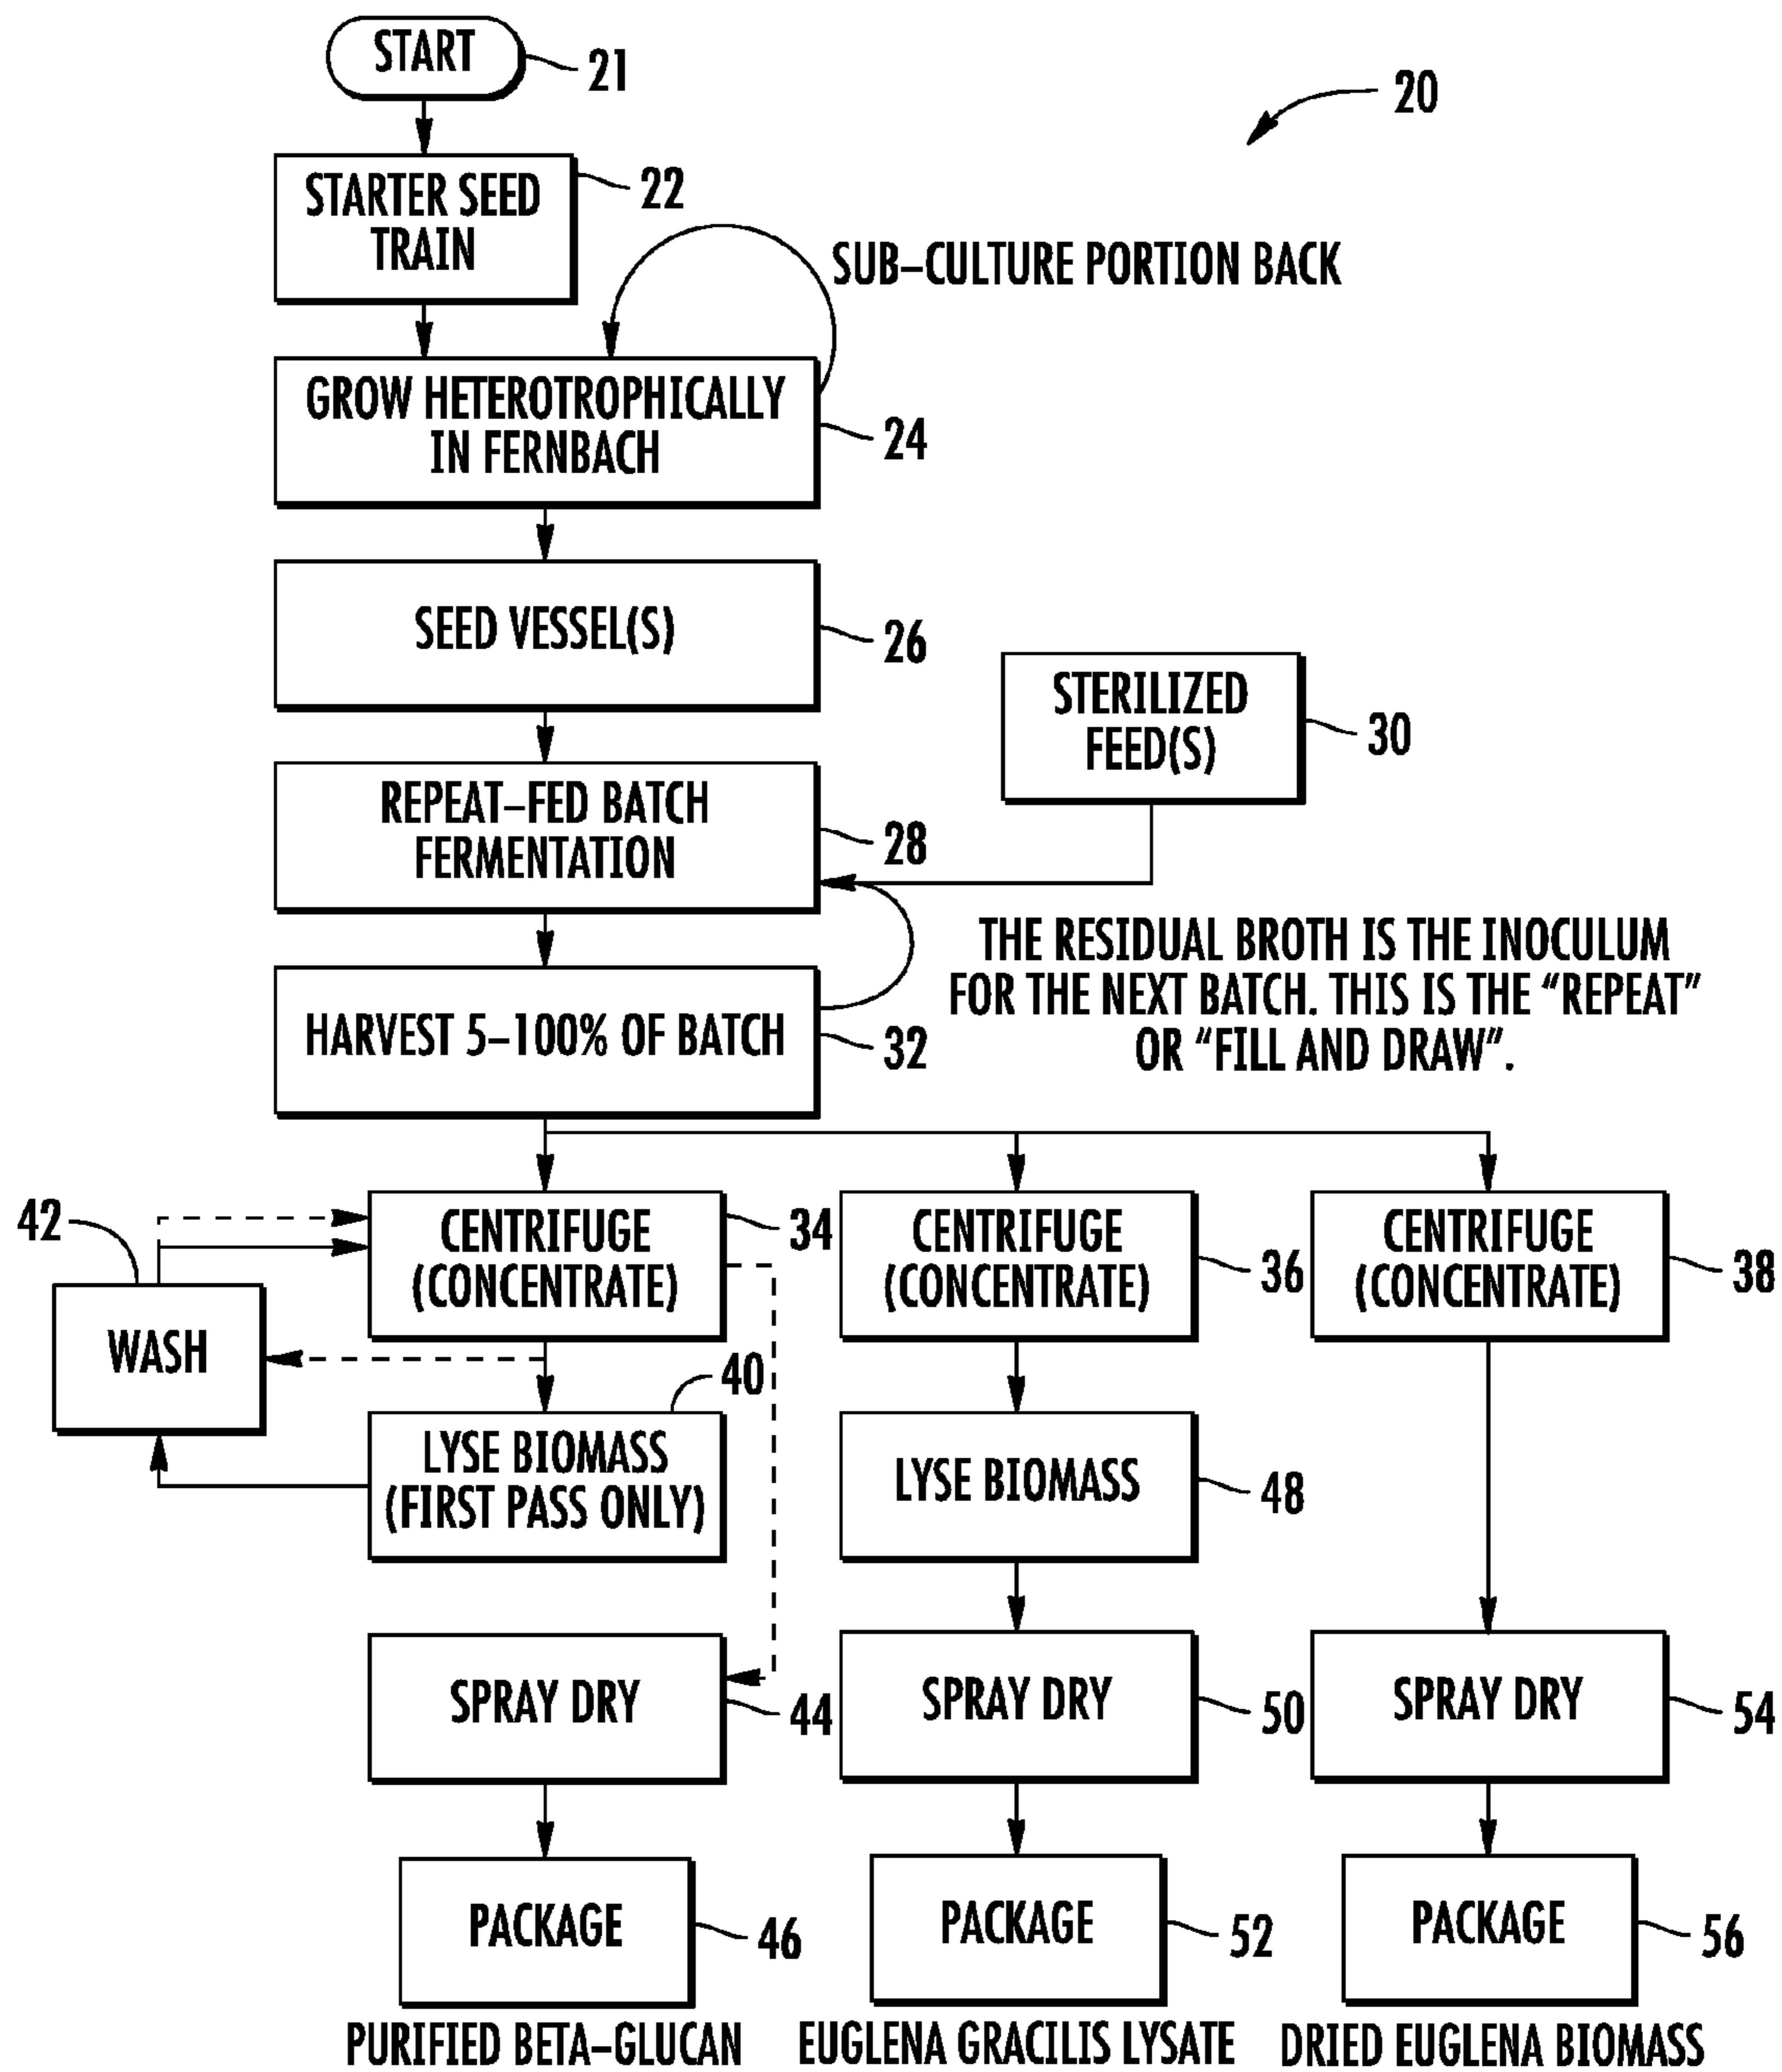 START
21
20
STARTER SEED
TRAIN
22
SUB-CULTURE PORTION BACK
GROW HETEROTROPHICALLY
IN FERNBACH
24
SEED VESSEL(S)
26
STERILIZED
FEED(S)
30
REPEAT-FED BATCH
FERMENTATION
28
THE RESIDUAL BROTH IS THE INOCULUM
FOR THE NEXT BATCH. THIS IS THE “REPEAT”
OR “FILL AND DRAW”.
HARVEST 5-100% OF BATCH
32
42
CENTRIFUGE
(CONCENTRATE)
34
CENTRIFUGE
(CONCENTRATE)
36
CENTRIFUGE
(CONCENTRATE)
38
WASH
40
LYSE BIOMASS
(FIRST PASS ONLY)
LYSE BIOMASS
48
SPRAY DRY
44
SPRAY DRY
50
SPRAY DRY
54
PACKAGE
46
PACKAGE
52
PACKAGE
56
PURIFIED BETA-GLUCAN
EUGLENA GRACILIS LYSATE
DRIED EUGLENA BIOMASS